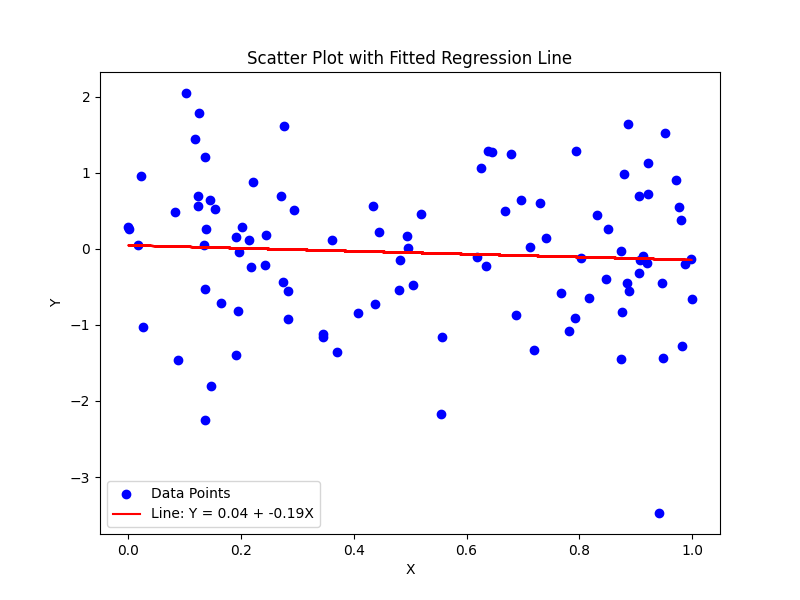 Scatter Plot with Fitted Regression Line
2
1
0
−1
−2
−3
Y
0.0 0.2 0.4 0.6 0.8 1.0
X
Data Points
Line: Y = 0.04 + -0.19X